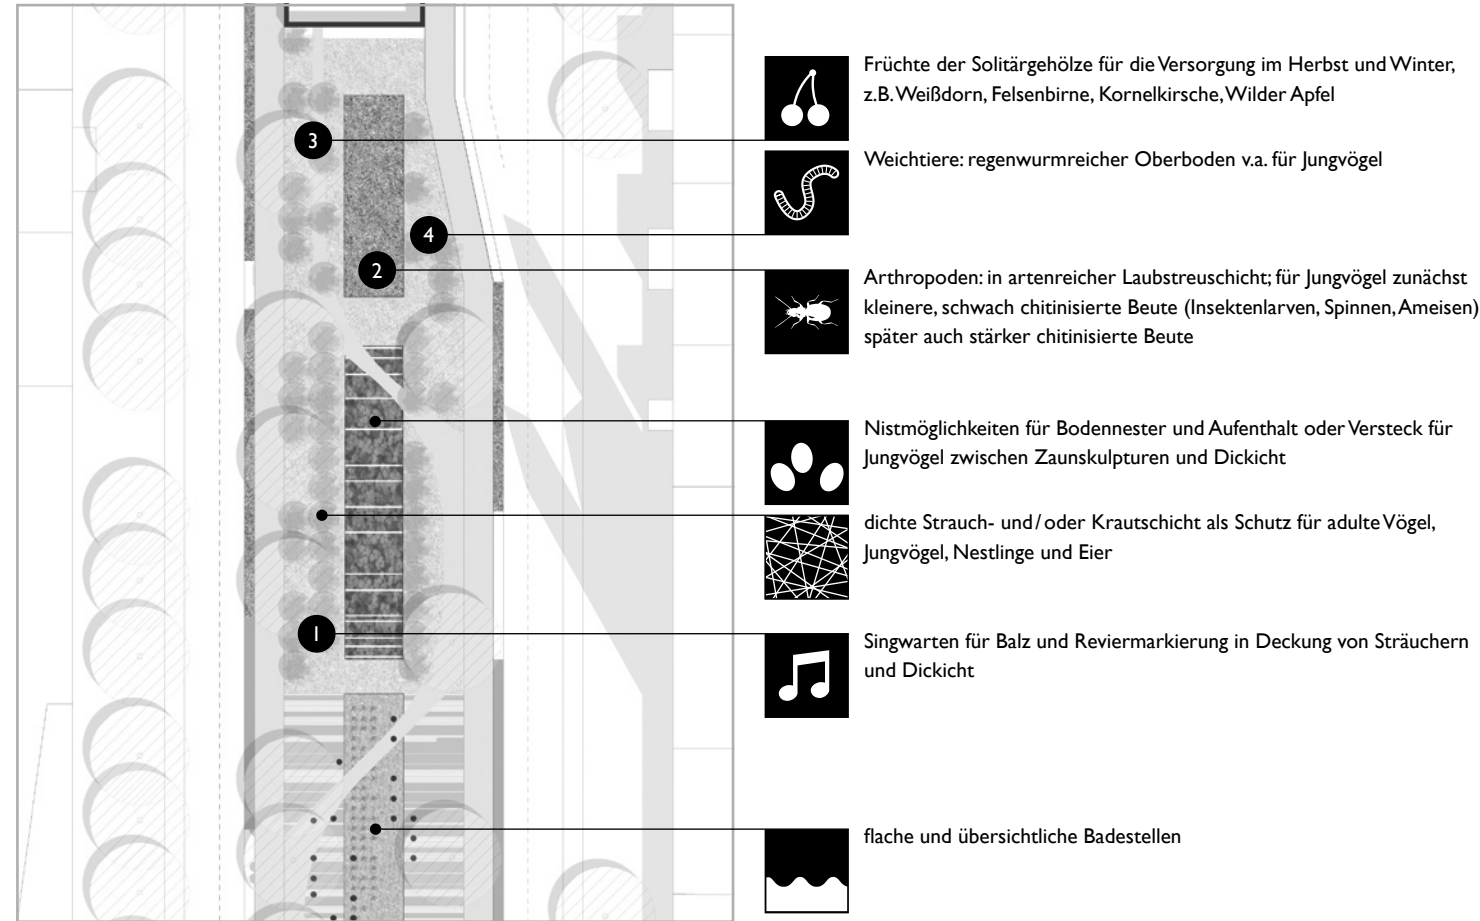 Früchte der Solitärgehölze für die Versorgung im Herbst und Winter,
z.B. Weißdorn, Felsenbirne, Kornelkirsche, Wilder Apfel
3
Weichtiere: regenwurmreicher Oberboden v.a. für Jungvögel
4
2
Arthropoden: in artenreicher Laubstreuschicht; für Jungvögel zunächst
kleinere, schwach chitinisierte Beute (Insektenlarven, Spinnen, Ameisen)
später auch stärker chitinisierte Beute
Nistmöglichkeiten für Bodennester und Aufenthalt oder Versteck für
Jungvögel zwischen Zaunskulpturen und Dickicht
dichte Strauch- und/oder Krautschicht als Schutz für adulte Vögel,
Jungvögel, Nestlinge und Eier
1
Singwarten für Balz und Reviermarkierung in Deckung von Sträuchern
und Dickicht
flache und übersichtliche Badestellen